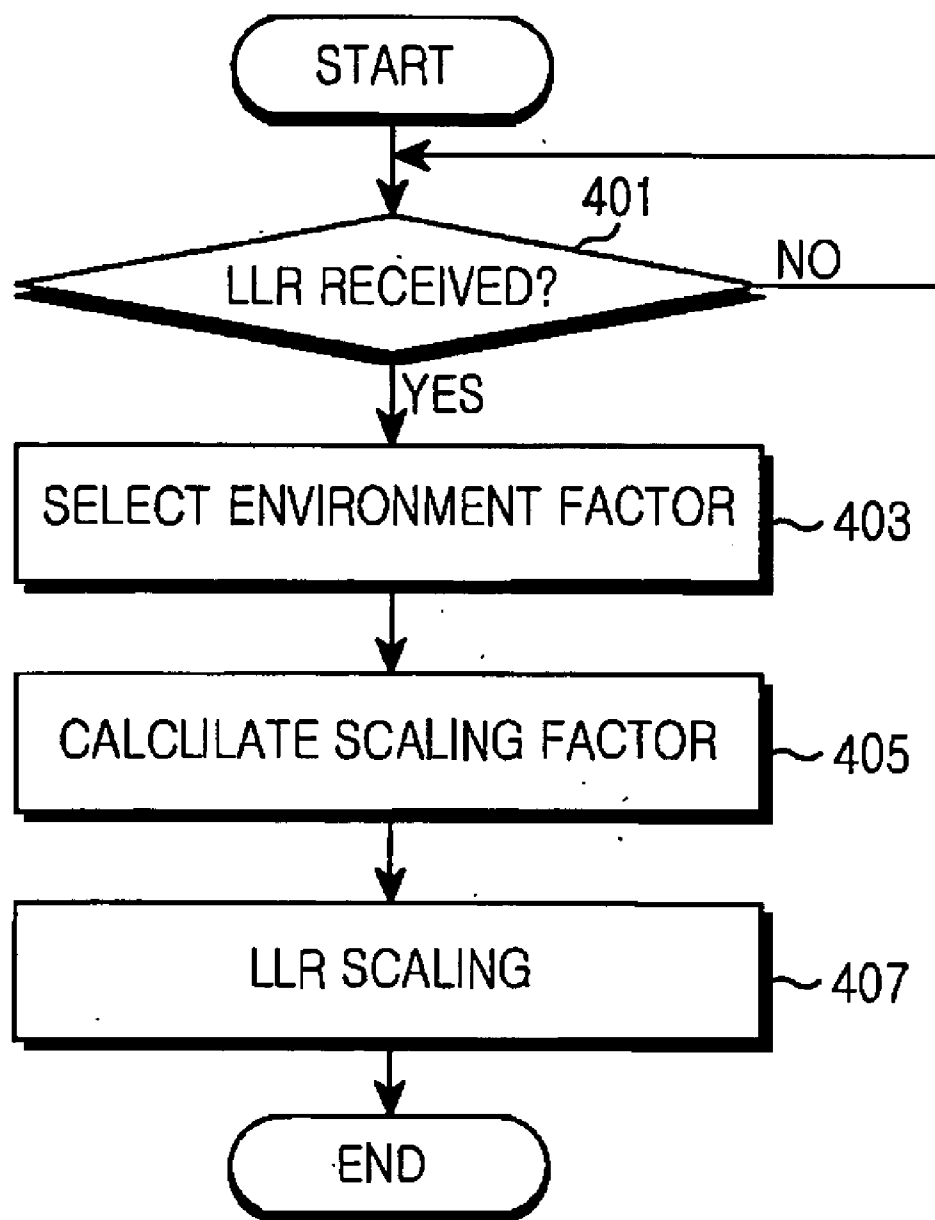 START
401
LLR RECEIVED?
NO
YES
SELECT ENVIRONMENT FACTOR
403
CALCULATE SCALING FACTOR
405
LLR SCALING
407
END